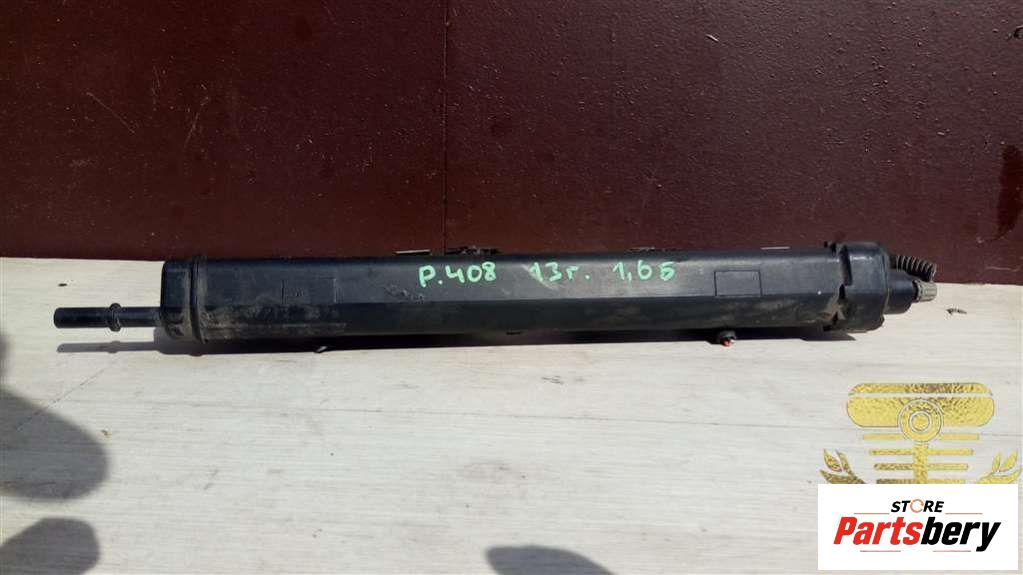 P.408 13г. 1,6Б
STORE
Partsbery